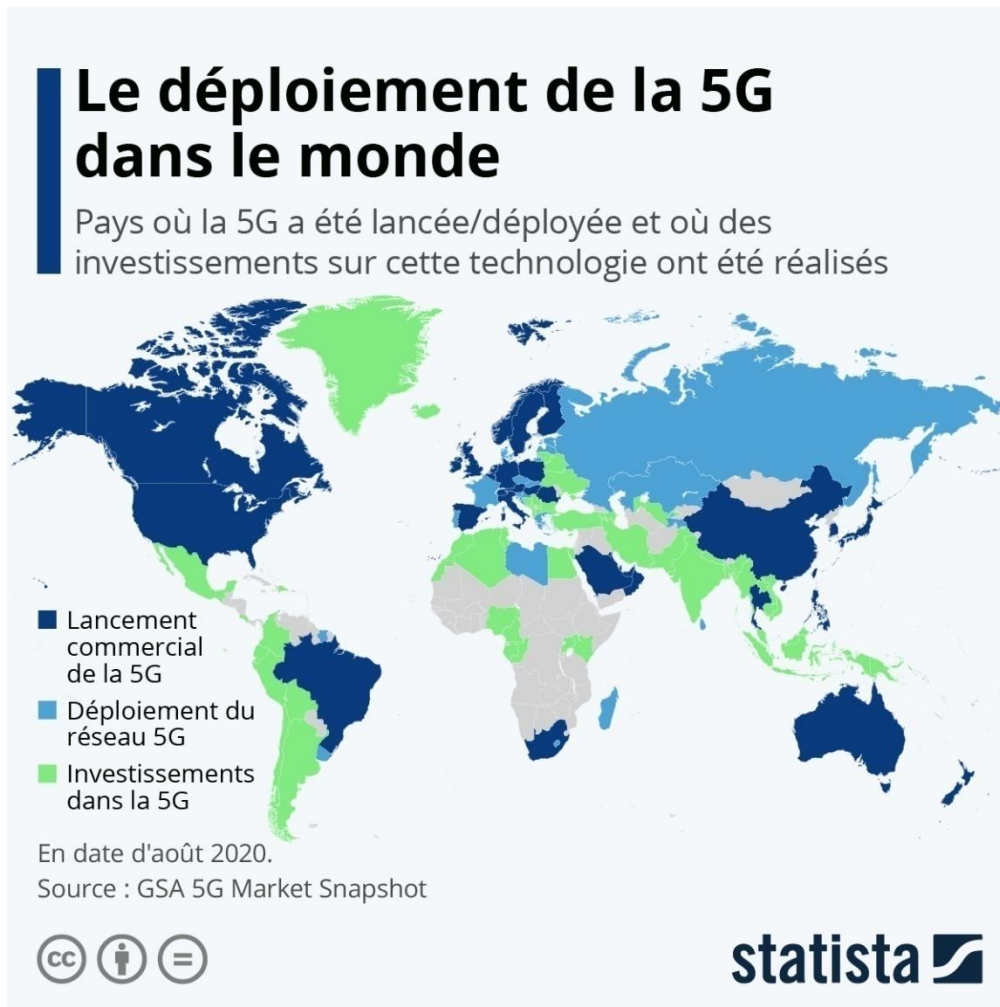 Le déploiement de la 5G
dans le monde
Pays où la 5G a été lancée/déployée et où des
investissements sur cette technologie ont été réalisés
Lancement
commercial
de la 5G
Déploiement du
réseau 5G
Investissements
dans la 5G
En date d'août 2020.
Source : GSA 5G Market Snapshot
cc
statista